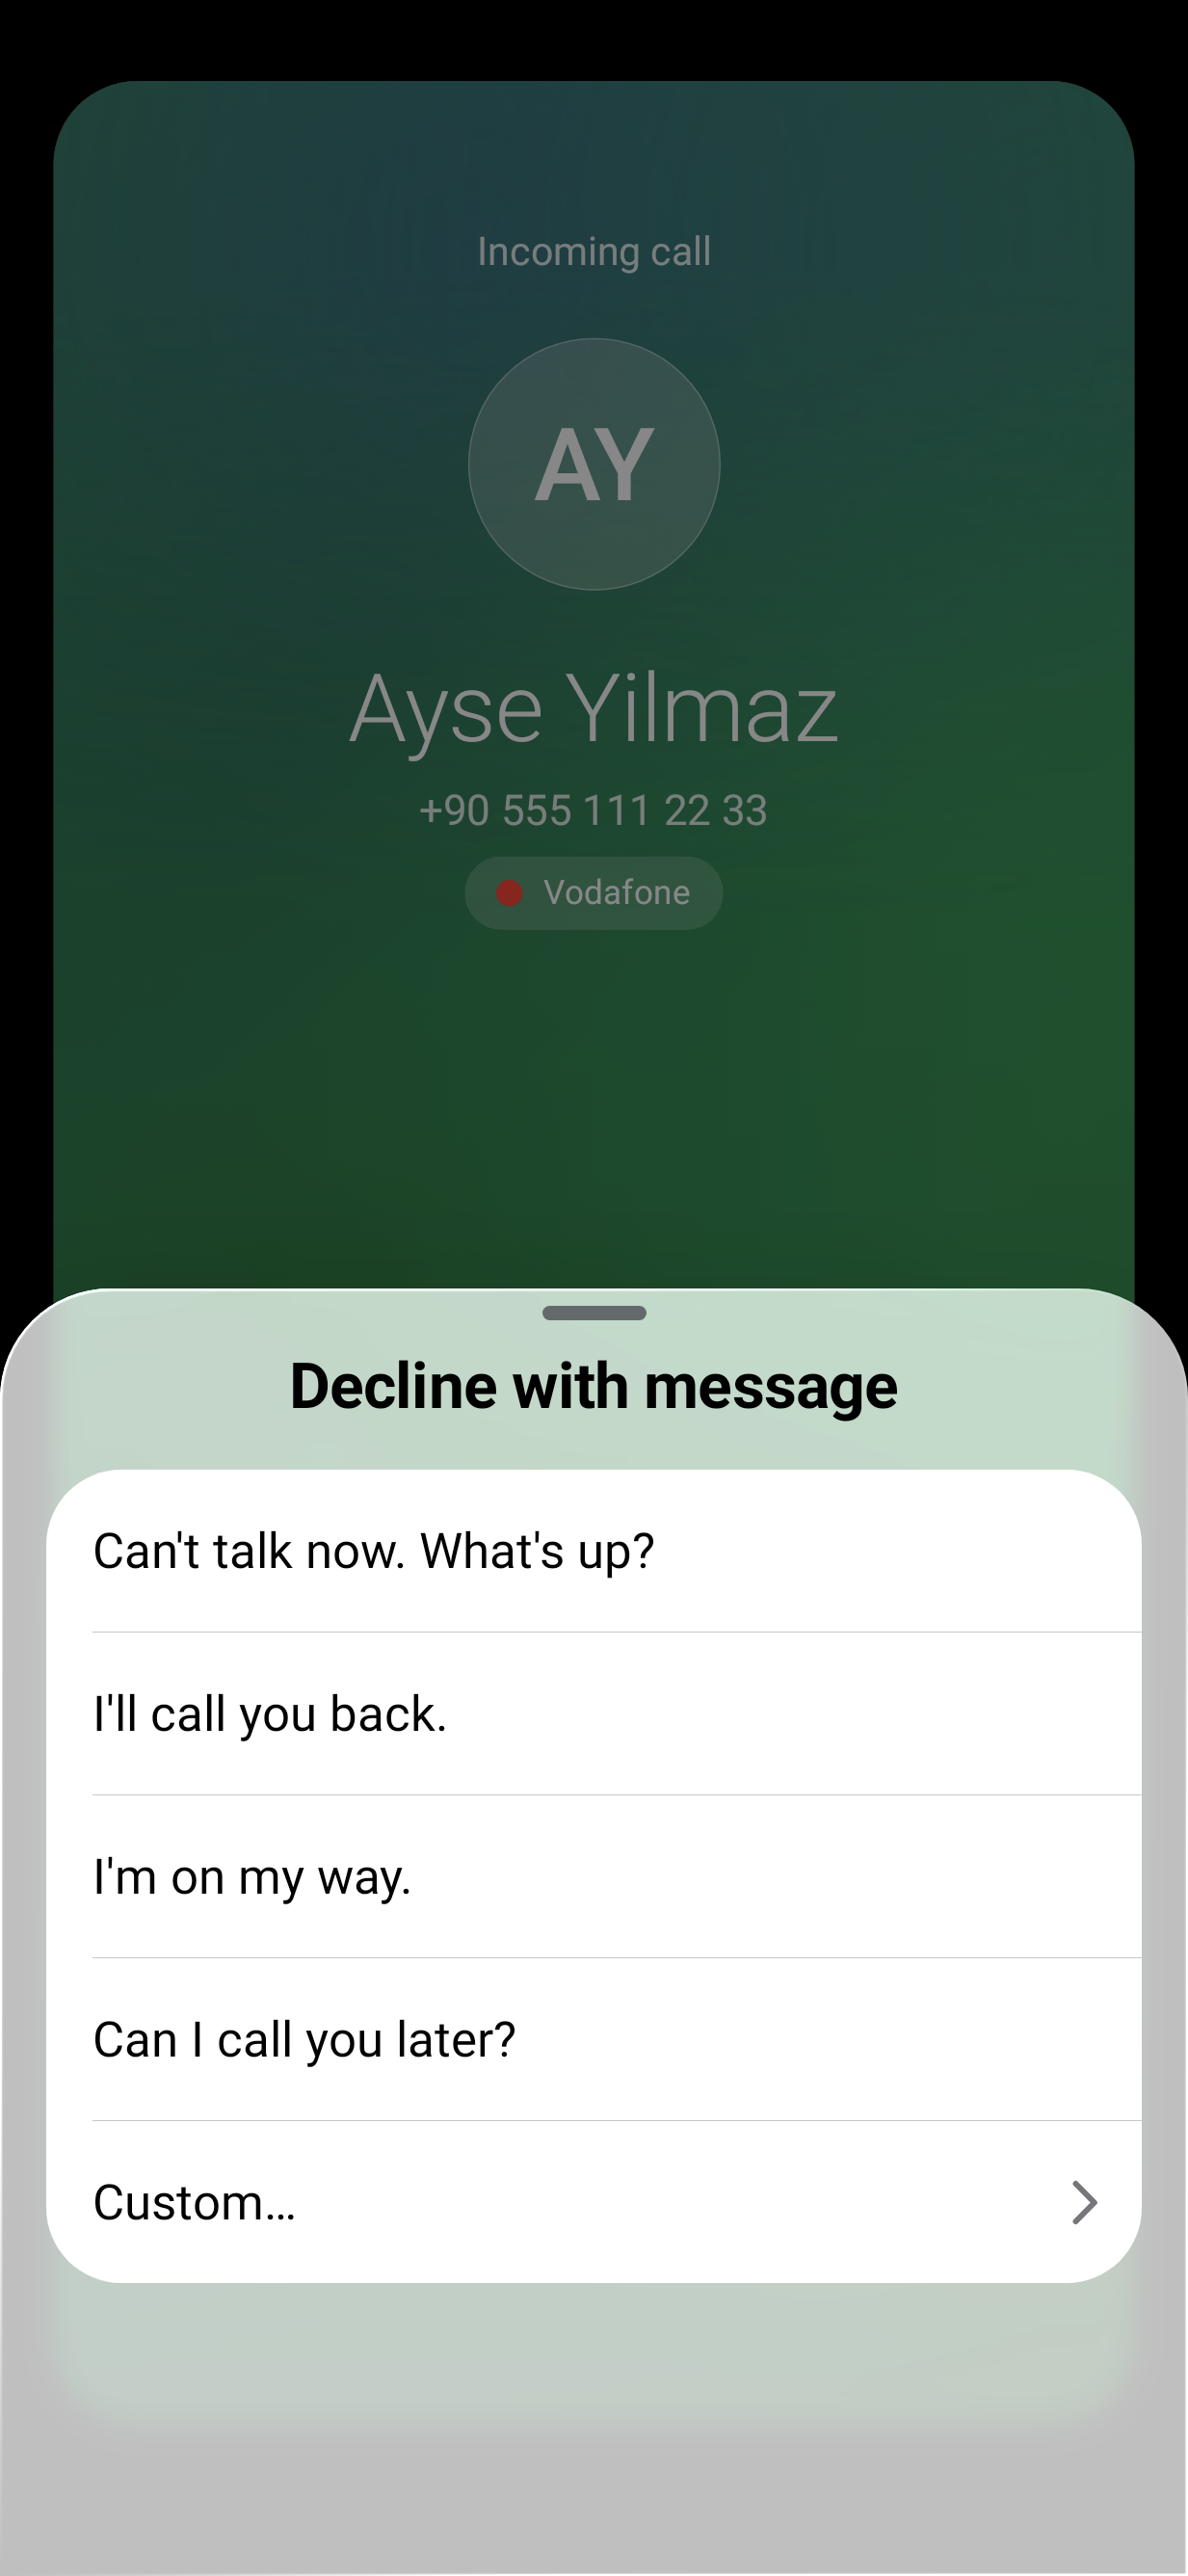 Incoming call
AY
Ayse Yilmaz
+90 555 111 22 33
Vodafone
Decline with message
Can't talk now. What's up?
I'll call you back.
I'm on my way.
Can I call you later?
Custom...